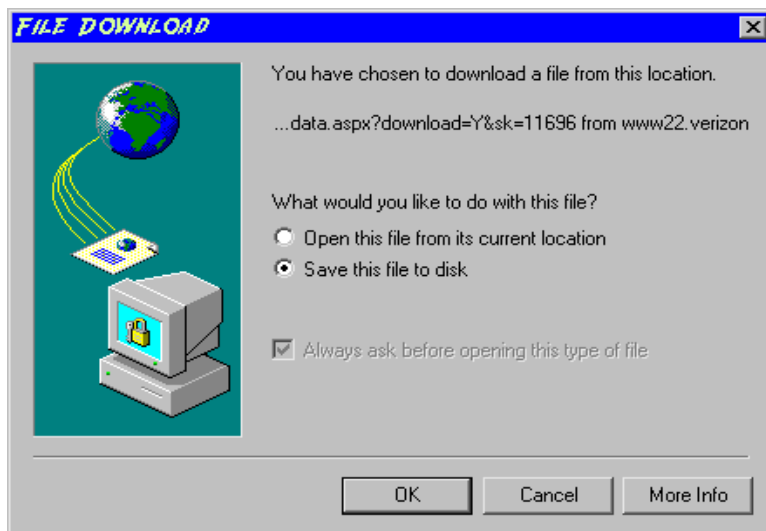 FILE DOWNLOAD
You have chosen to download a file from this location.
...data.aspx?download=Y&sk=11696 from www22.verizon
What would you like to do with this file?
Open this file from its current location
Save this file to disk
Always ask before opening this type of file
OK Cancel More Info